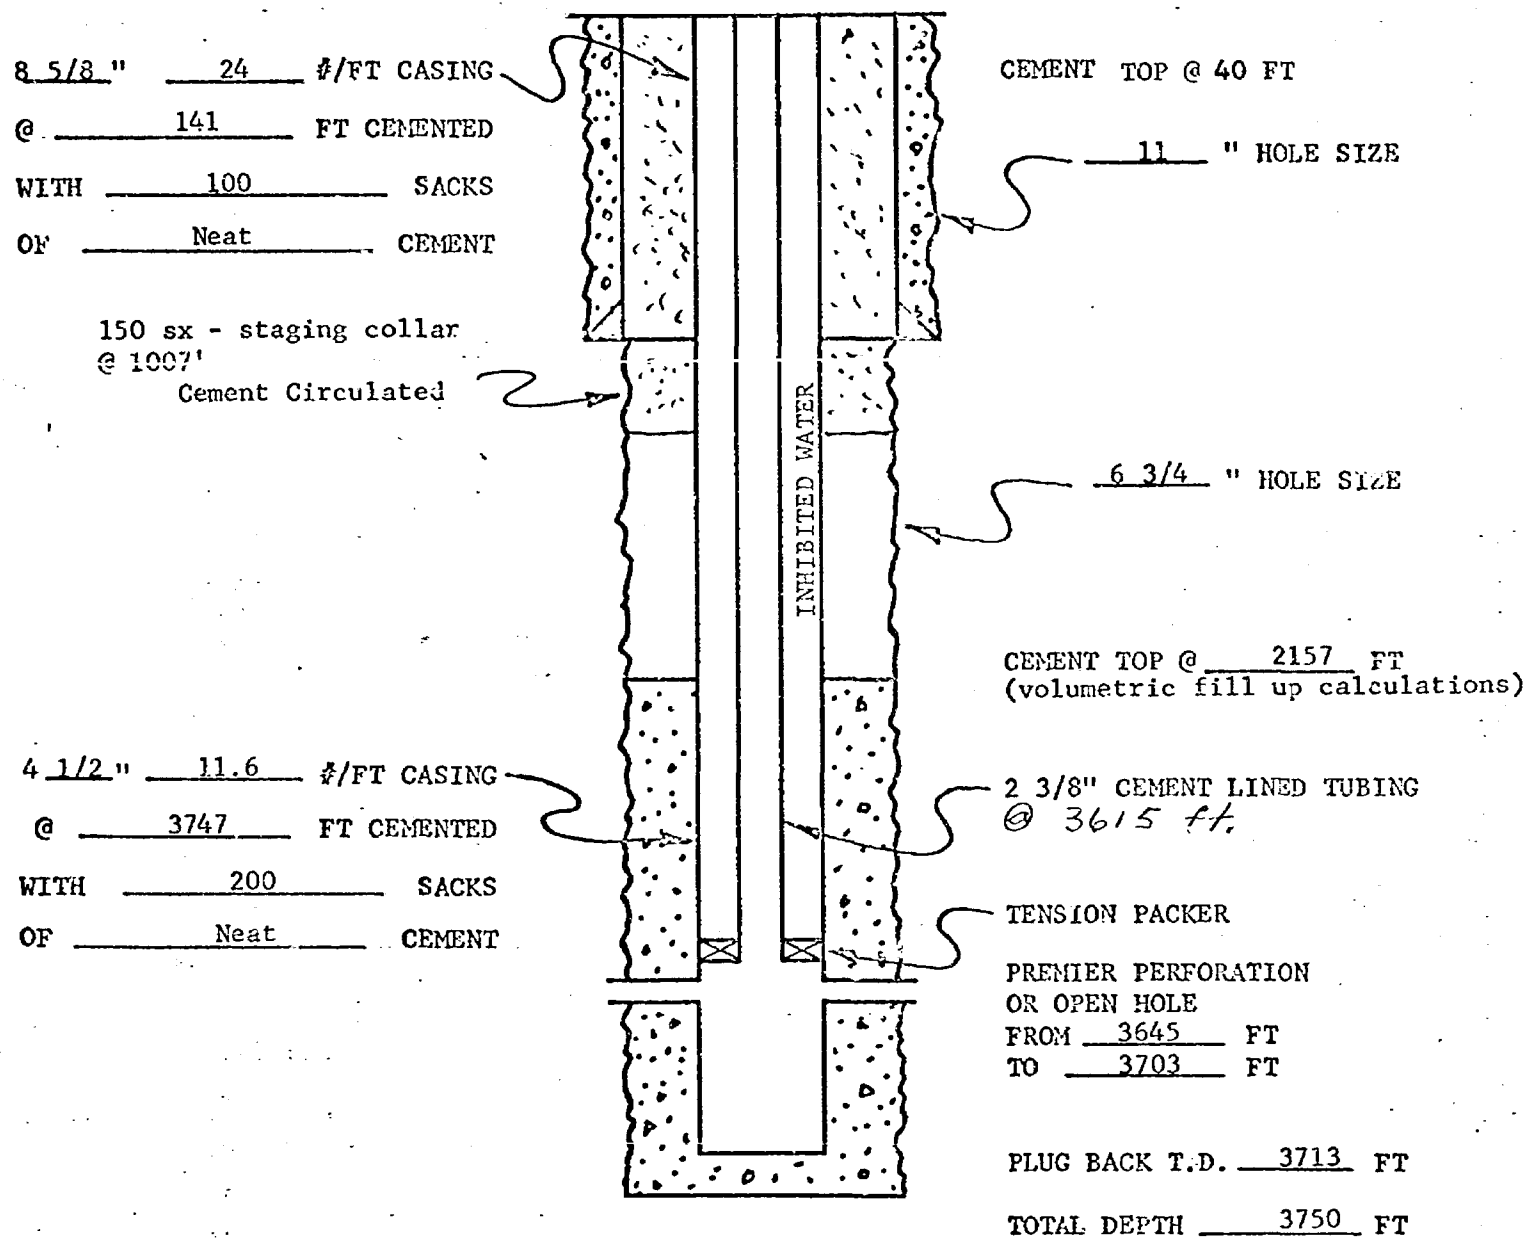 8 5/8 " 24 #/FT CASING
@ 141 FT CEMENTED
WITH 100 SACKS
OF Neat CEMENT
150 sx - staging collar
@ 1007'
Cement Circulated
4 1/2 " 11.6 #/FT CASING
@ 3747 FT CEMENTED
WITH 200 SACKS
OF Neat CEMENT
INHIBITED WATER
CEMENT TOP @ 40 FT
11 " HOLE SIZE
6 3/4 " HOLE SIZE
CEMENT TOP @ 2157 FT
(volumetric fill up calculations)
2 3/8" CEMENT LINED TUBING
@ 3615 ft.
TENSION PACKER
PREMIER PERFORATION
OR OPEN HOLE
FROM 3645 FT
TO 3703 FT
PLUG BACK T.D. 3713 FT
TOTAL DEPTH 3750 FT